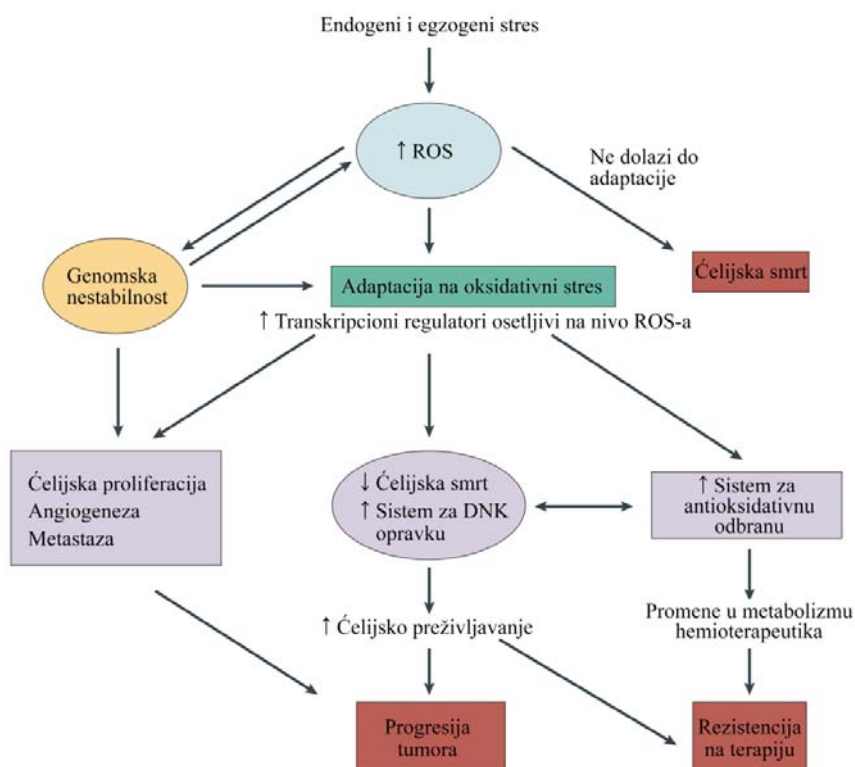 Endogeni i egzogeni stres
↑ ROS
Ne dolazi do
adaptacije
Genomska
nestabilnost
Adaptacija na oksidativni stres
Ćelijska smrt
↑ Transkripcioni regulatori osetljivi na nivo ROS-a
Ćelijska proliferacija
Angiogeneza
Metastaza
↓ Ćelijska smrt
↑ Sistem za DNK
opravku
↑ Sistem za
antioksidativnu
odbranu
↑ Ćelijsko preživljavanje
Promene u metabolizmu
hemioterapeutika
Progresija
tumora
Rezistencija
na terapiju